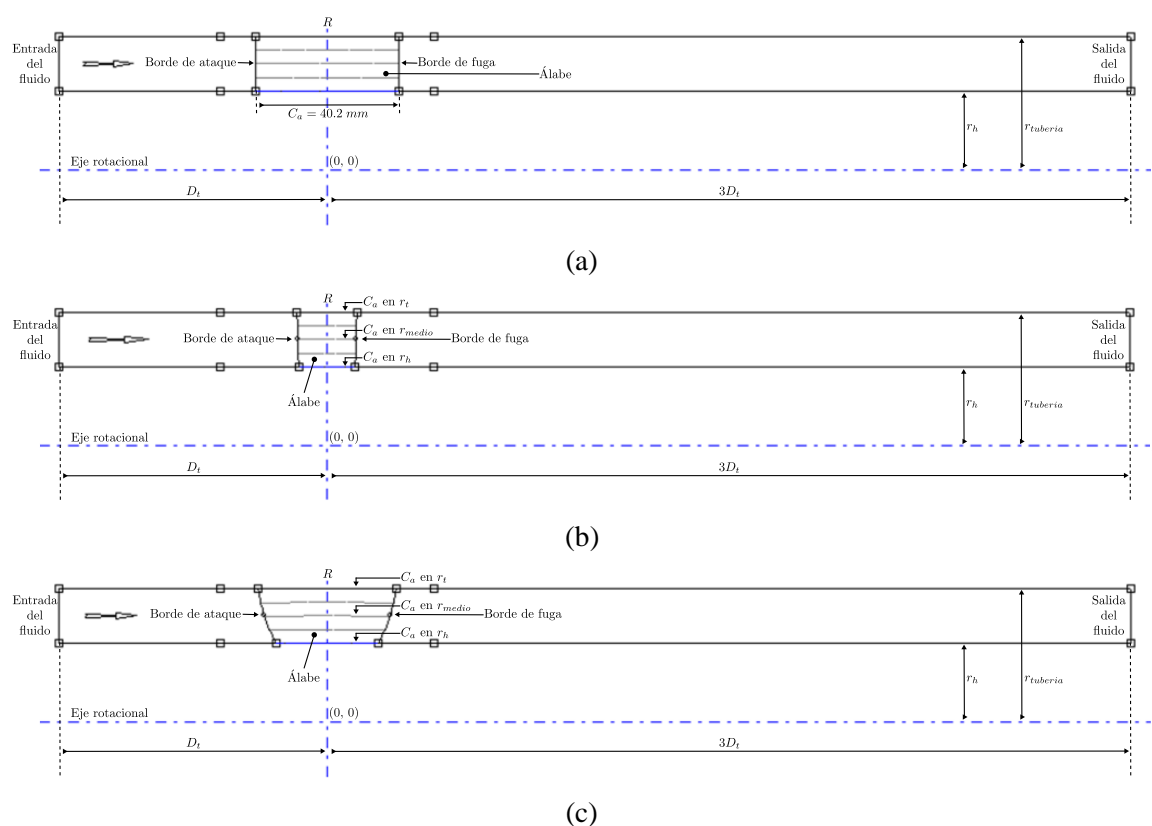 R
Entrada
del
fluido
Borde de ataque
Borde de fuga
Álabe
Salida
del
fluido
C_a = 40.2 mm
r_h
r_tuberia
Eje rotacional
(0, 0)
D_t
3D_t
(a)
R
C_a en r_t
Entrada
del
fluido
Borde de ataque
C_a en r_medio
Borde de fuga
C_a en r_h
Álabe
Salida
del
fluido
r_h
r_tuberia
Eje rotacional
(0, 0)
D_t
3D_t
(b)
R
C_a en r_t
Entrada
del
fluido
Borde de ataque
C_a en r_medio
Borde de fuga
C_a en r_h
Álabe
Salida
del
fluido
r_h
r_tuberia
Eje rotacional
(0, 0)
D_t
3D_t
(c)